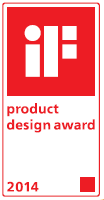 iF
product
design award
2014